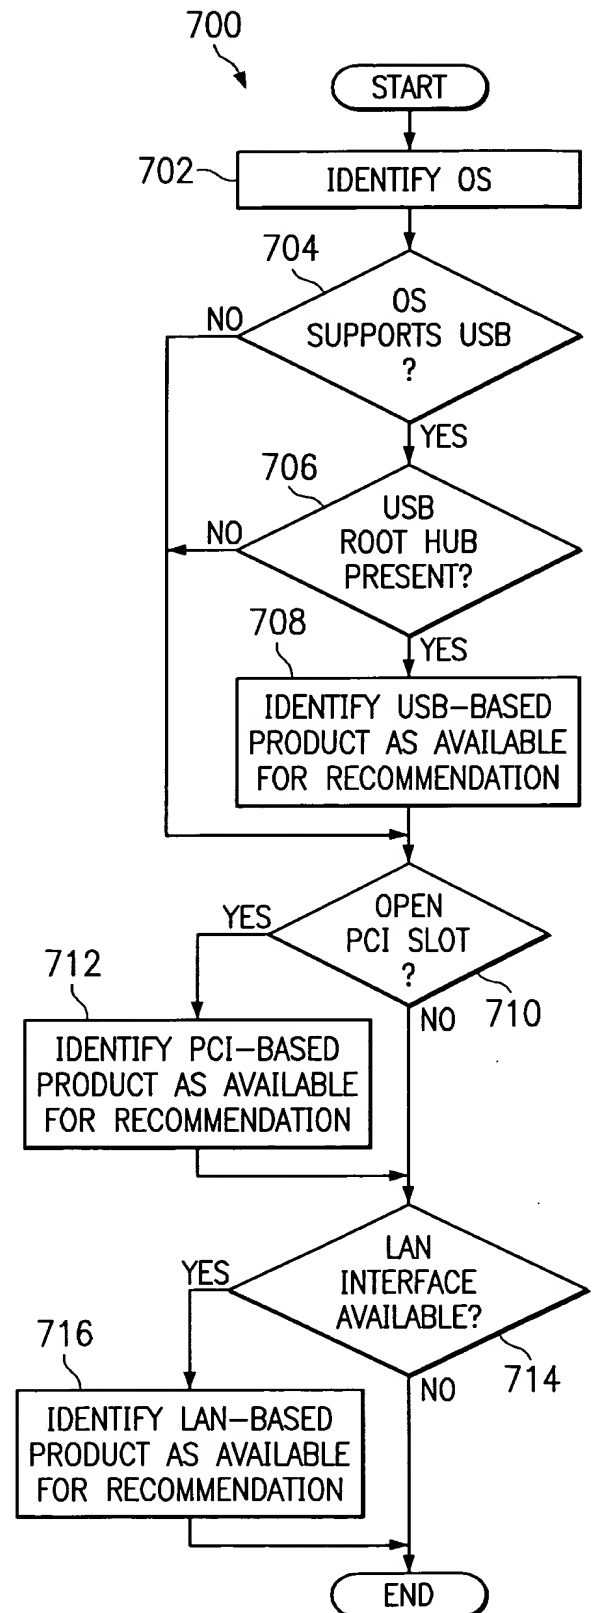 700
START
702
IDENTIFY OS
704
NO
OS
SUPPORTS USB
?
YES
706
NO
USB
ROOT HUB
PRESENT?
YES
708
IDENTIFY USB-BASED
PRODUCT AS AVAILABLE
FOR RECOMMENDATION
YES
OPEN
PCI SLOT
?
710
NO
712
IDENTIFY PCI-BASED
PRODUCT AS AVAILABLE
FOR RECOMMENDATION
YES
LAN
INTERFACE
AVAILABLE?
714
NO
716
IDENTIFY LAN-BASED
PRODUCT AS AVAILABLE
FOR RECOMMENDATION
END